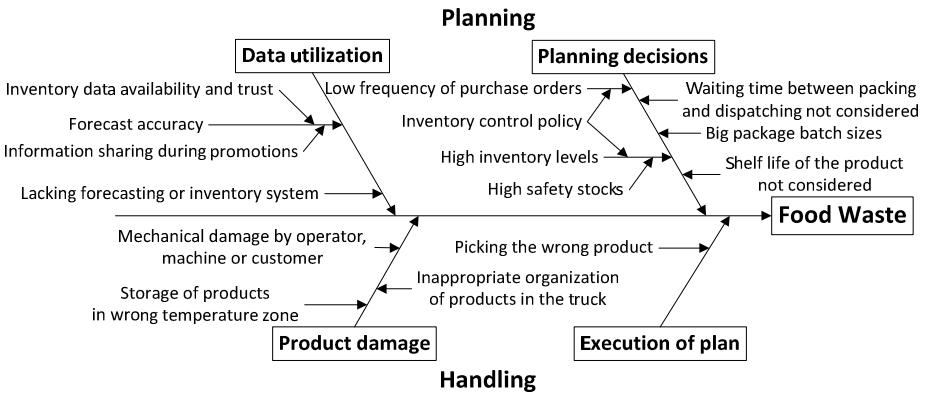 Planning
Data utilization
Planning decisions
Inventory data availability and trust
Forecast accuracy
Information sharing during promotions
Lacking forecasting or inventory system
Low frequency of purchase orders
Inventory control policy
High inventory levels
High safety stocks
Waiting time between packing
and dispatching not considered
Big package batch sizes
Shelf life of the product
not considered
Food Waste
Mechanical damage by operator,
machine or customer
Storage of products
in wrong temperature zone
Inappropriate organization
of products in the truck
Picking the wrong product
Product damage
Execution of plan
Handling